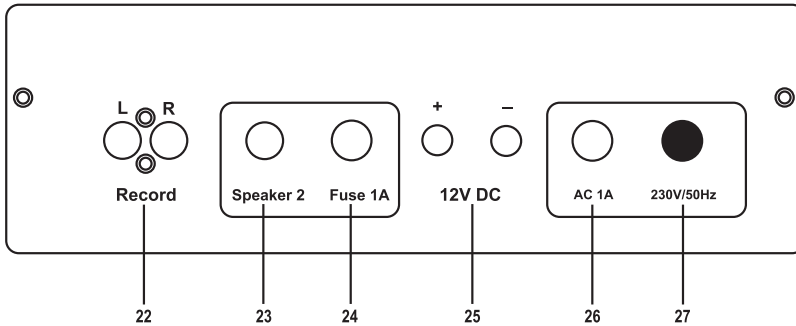 L R + –
Record Speaker 2 Fuse 1A 12V DC AC 1A 230V/50Hz
22 23 24 25 26 27